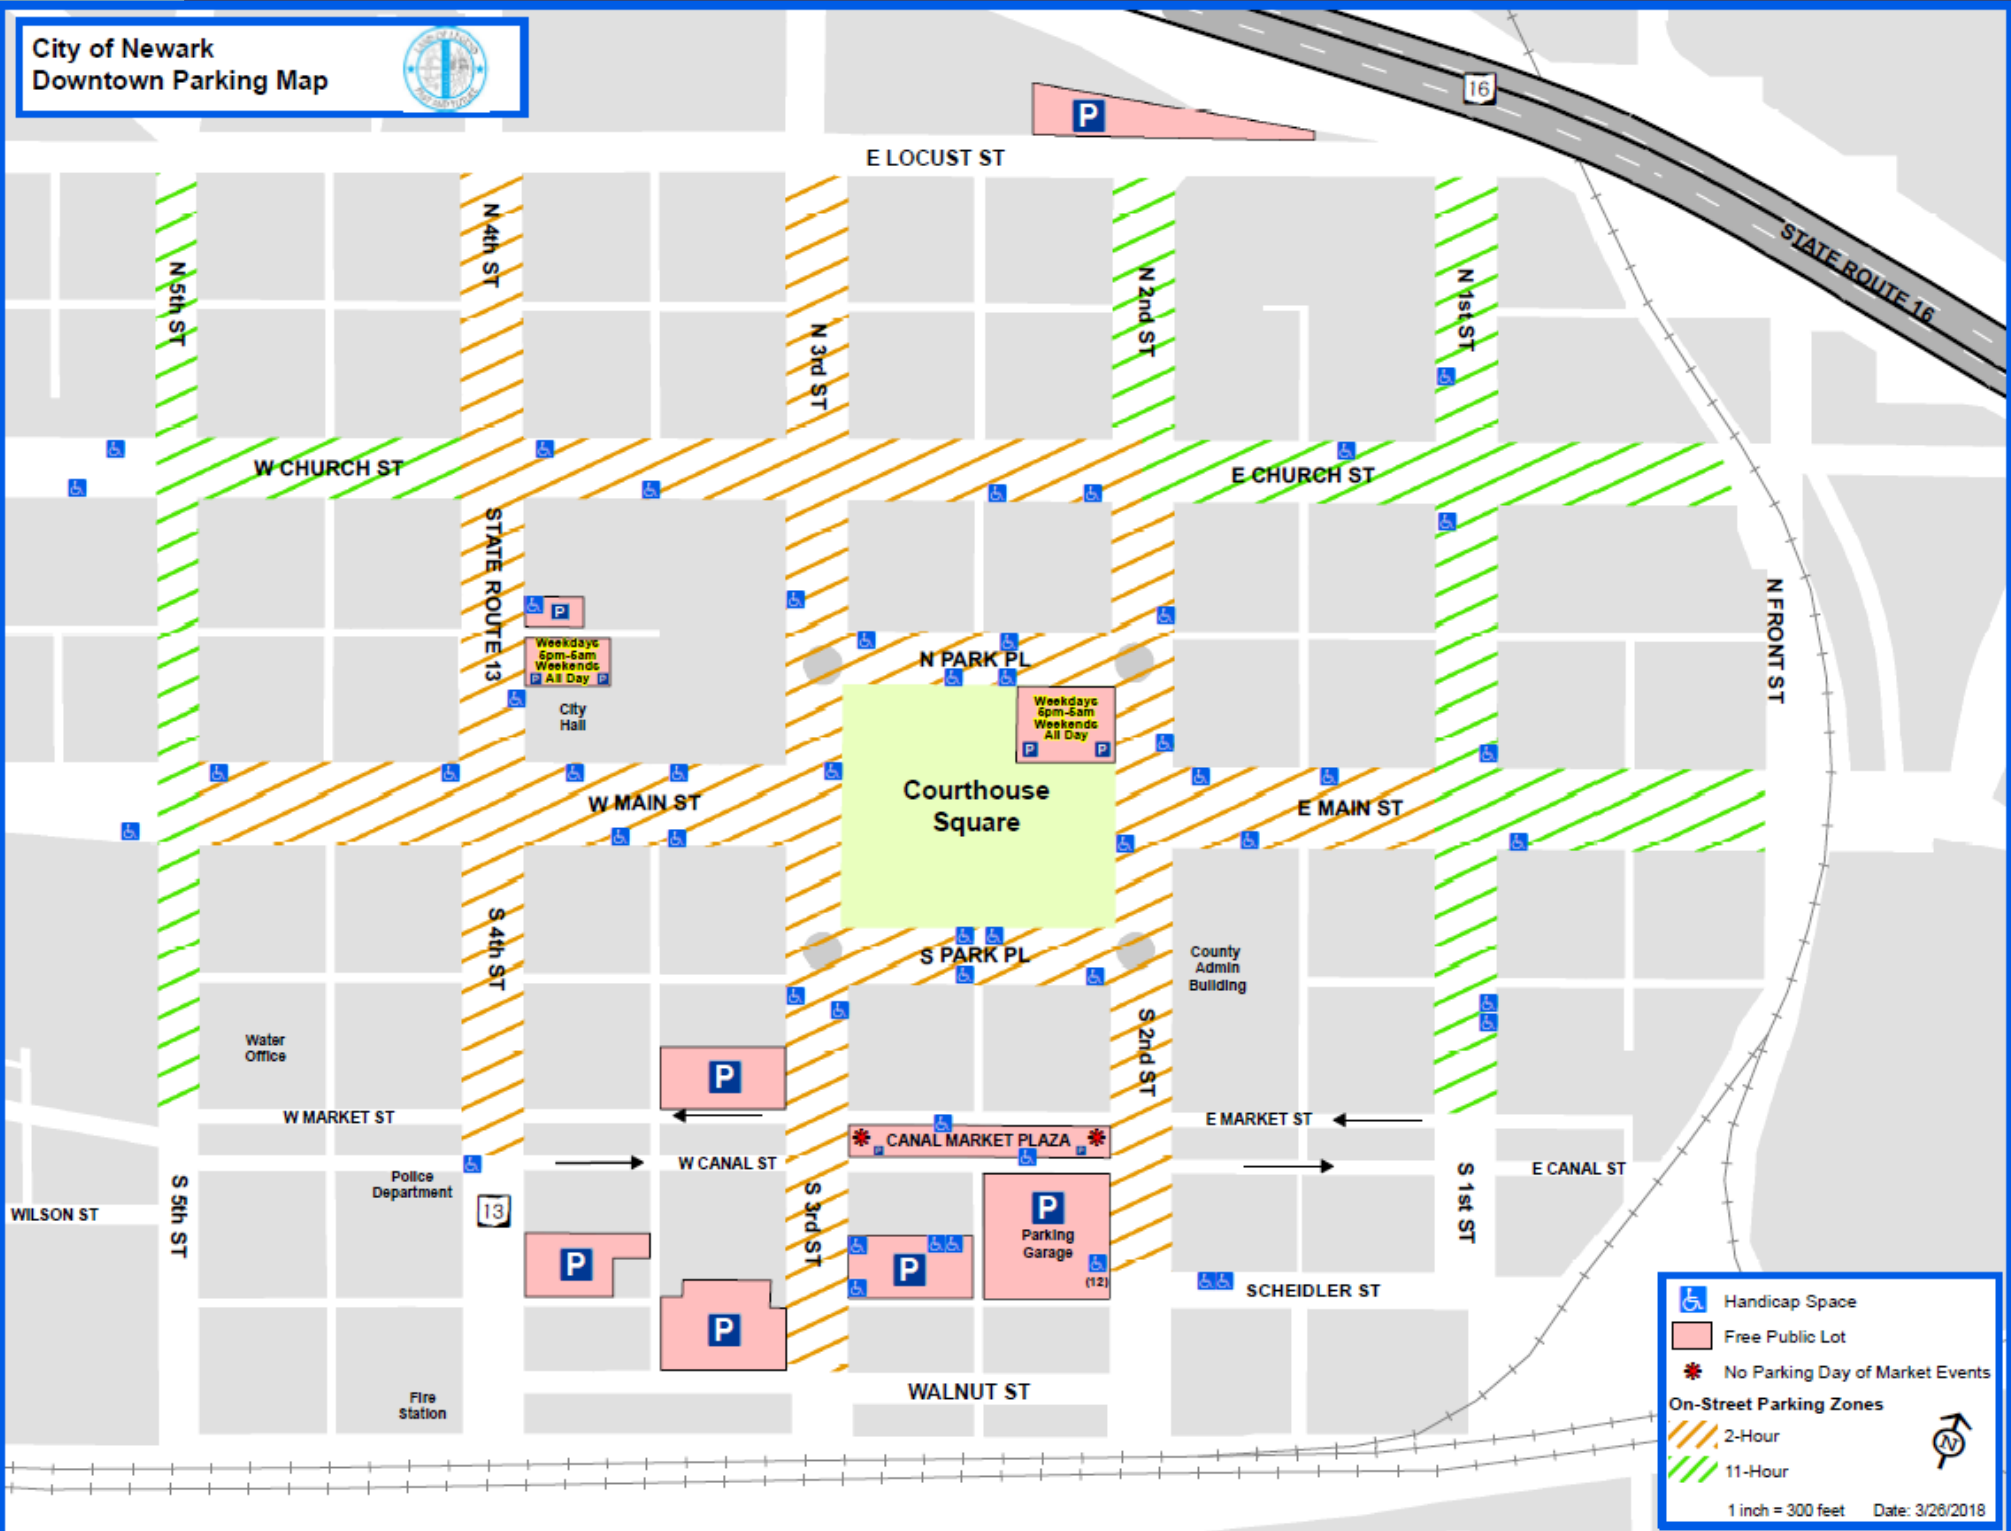 City of Newark
Downtown Parking Map
LAND OF LEGEND
16
P
E LOCUST ST
STATE ROUTE 16
N 5th ST
N 4th ST
N 3rd ST
N 2nd ST
N 1st ST
W CHURCH ST
E CHURCH ST
STATE ROUTE 13
N FRONT ST
P
Weekdays
5pm-5am
Weekends
All Day
P P
City
Hall
N PARK PL
Weekdays
5pm-5am
Weekends
All Day
P P
Courthouse
Square
W MAIN ST
E MAIN ST
S 4th ST
S PARK PL
County
Admin
Building
S 2nd ST
Water
Office
P
W MARKET ST
E MARKET ST
CANAL MARKET PLAZA
P P
W CANAL ST
E CANAL ST
Police
Department
S 5th ST
S 3rd ST
S 1st ST
WILSON ST
13
P
P
P
Parking
Garage
(12)
SCHEIDLER ST
P
WALNUT ST
Fire
Station
Handicap Space
Free Public Lot
No Parking Day of Market Events
On-Street Parking Zones
2-Hour
11-Hour
N
1 inch = 300 feet Date: 3/26/2018